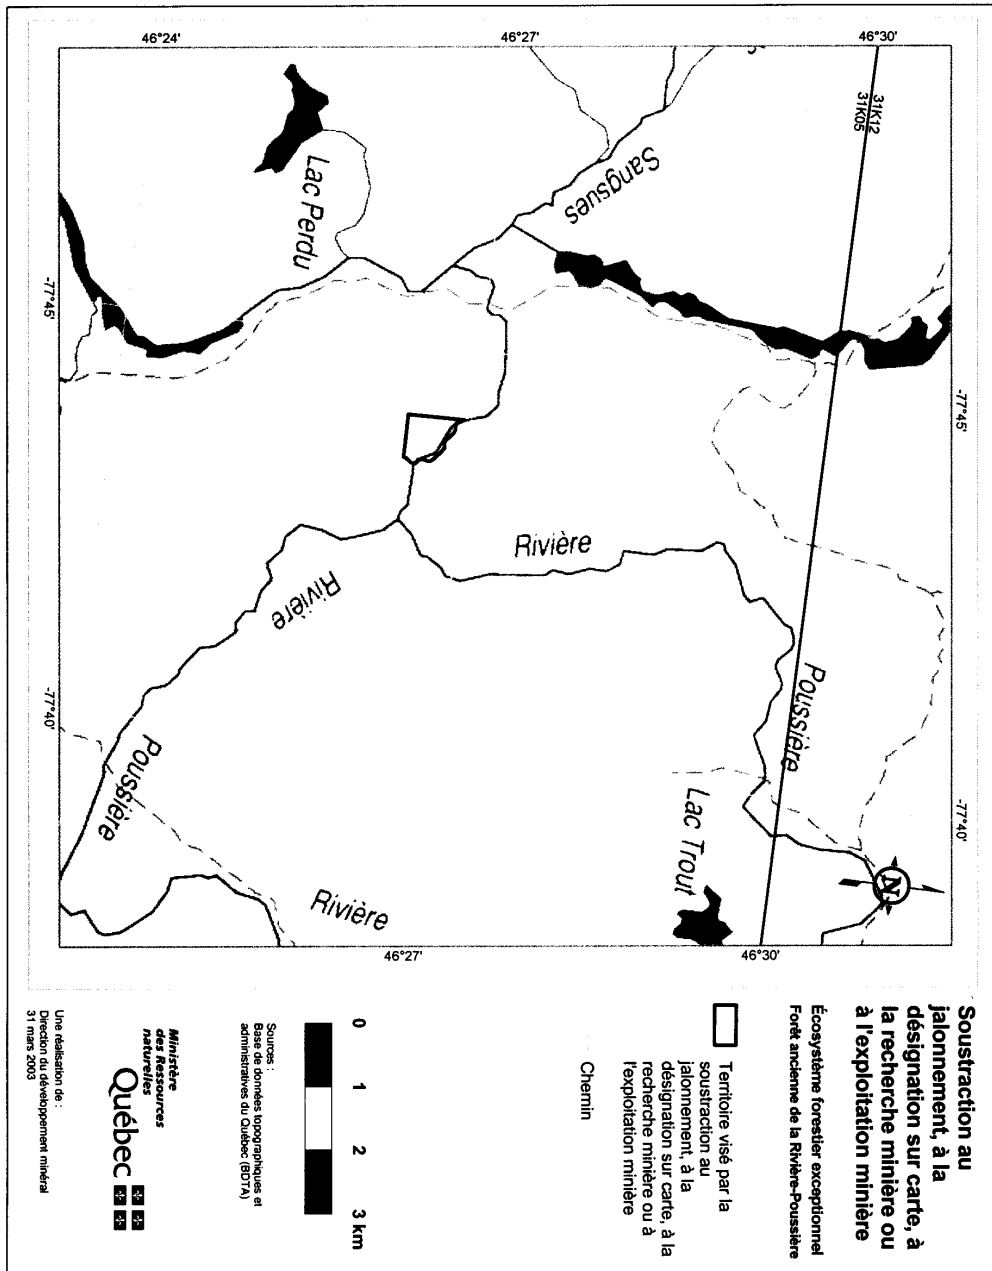 46°24'
46°27'
46°30'
31K12
31K05
Sangsues
Lac Perdu
-77°45'
-77°45'
Rivière
Rivière
Poussière
-77°40'
-77°40'
Poussière
Lac Trout
N
Rivière
46°27'
46°30'
Soustraction au
jalonnement, à la
désignation sur carte, à
la recherche minière ou
à l'exploitation minière
Écosystème forestier exceptionnel
Forêt ancienne de la Rivière-Poussière
Territoire visé par la
soustraction au
jalonnement, à la
désignation sur carte, à la
recherche minière ou à
l'exploitation minière
Chemin
0 1 2 3 km
Sources :
Base de données topographiques et
administratives du Québec (BDTA)
Ministère
des Ressources
naturelles
Québec
Une réalisation de :
Direction du développement minéral
31 mars 2003